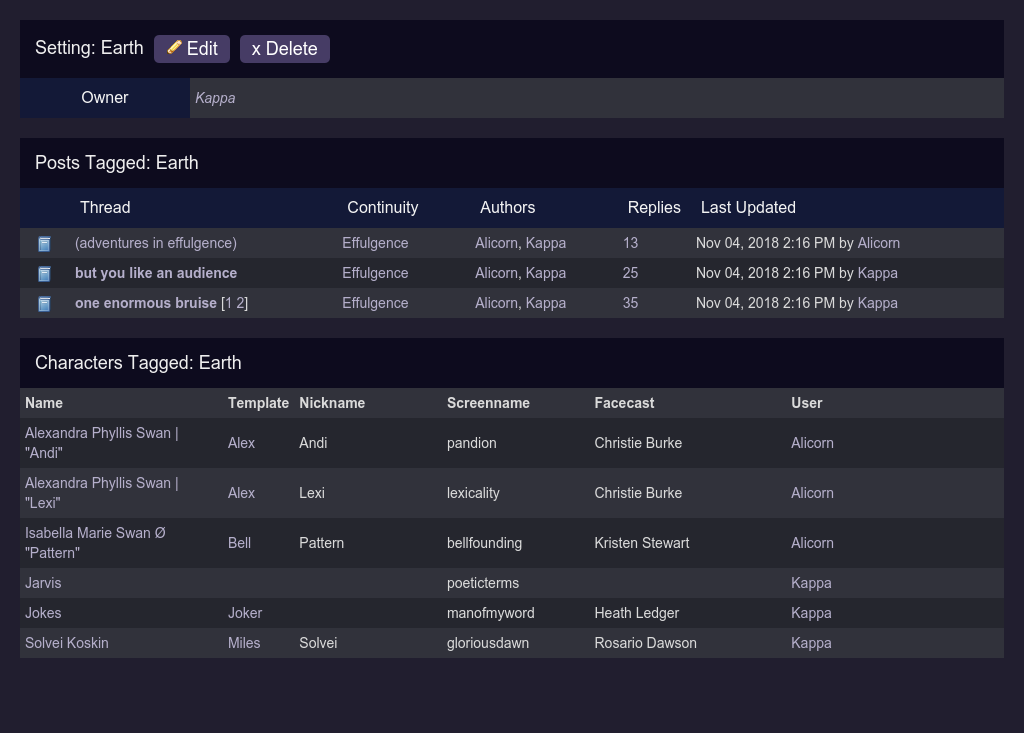 Setting: Earth Edit x Delete
Owner Kappa
Posts Tagged: Earth
Thread Continuity Authors Replies Last Updated
(adventures in effulgence) Effulgence Alicorn, Kappa 13 Nov 04, 2018 2:16 PM by Alicorn
but you like an audience Effulgence Alicorn, Kappa 25 Nov 04, 2018 2:16 PM by Kappa
one enormous bruise [1 2] Effulgence Alicorn, Kappa 35 Nov 04, 2018 2:16 PM by Kappa
Characters Tagged: Earth
Name Template Nickname Screenname Facecast User
Alexandra Phyllis Swan |
"Andi" Alex Andi pandion Christie Burke Alicorn
Alexandra Phyllis Swan |
"Lexi" Alex Lexi lexicality Christie Burke Alicorn
Isabella Marie Swan Ø
"Pattern" Bell Pattern bellfounding Kristen Stewart Alicorn
Jarvis poeticterms Kappa
Jokes Joker manofmyword Heath Ledger Kappa
Solvei Koskin Miles Solvei gloriousdawn Rosario Dawson Kappa